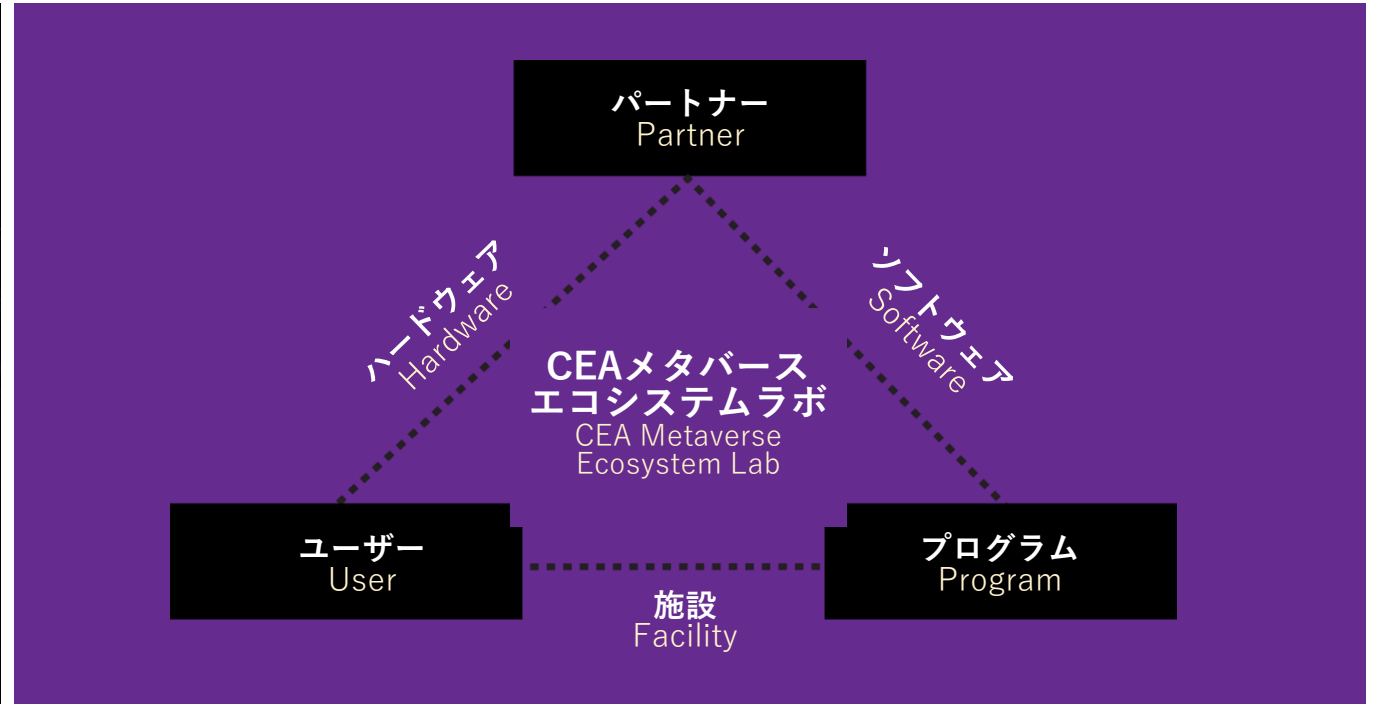 パートナー
Partner
ハードウェア
Hardware
ソフトウェア
Software
CEAメタバース
エコシステムラボ
CEA Metaverse
Ecosystem Lab
ユーザー
User
プログラム
Program
施設
Facility